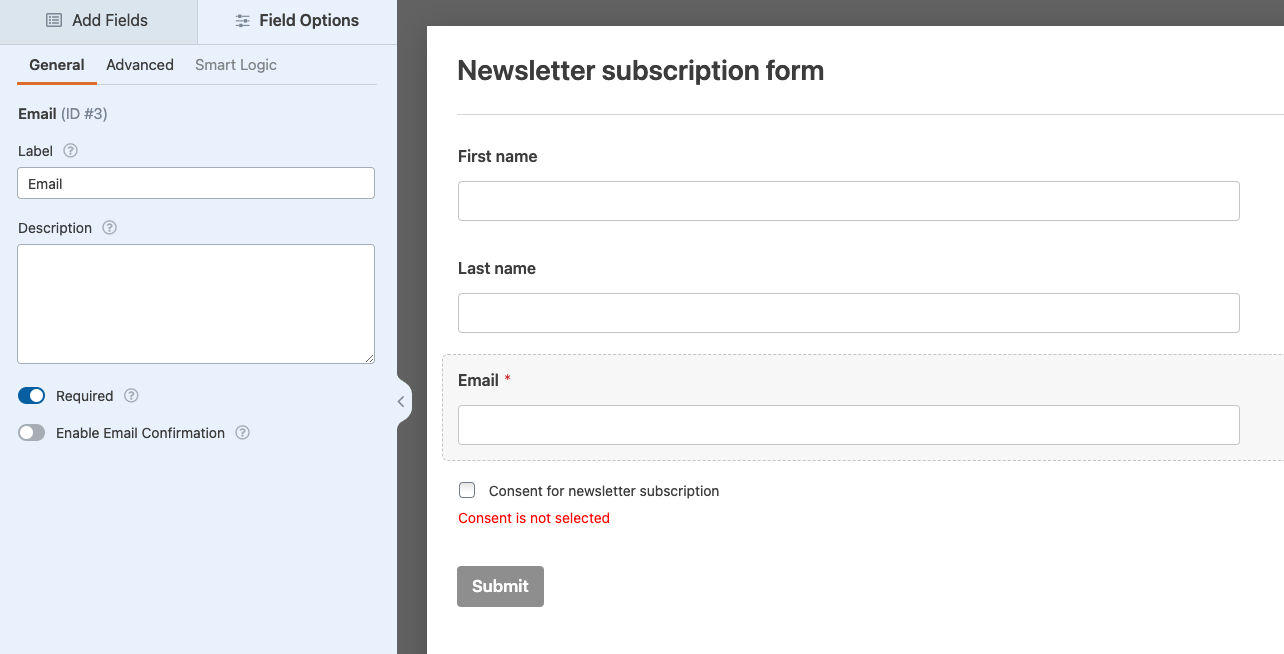 Add Fields
Field Options
General Advanced Smart Logic
Email (ID #3)
Label ?
Email
Description ?
Required ?
Enable Email Confirmation ?
Newsletter subscription form
First name
Last name
Email *
Consent for newsletter subscription
Consent is not selected
Submit